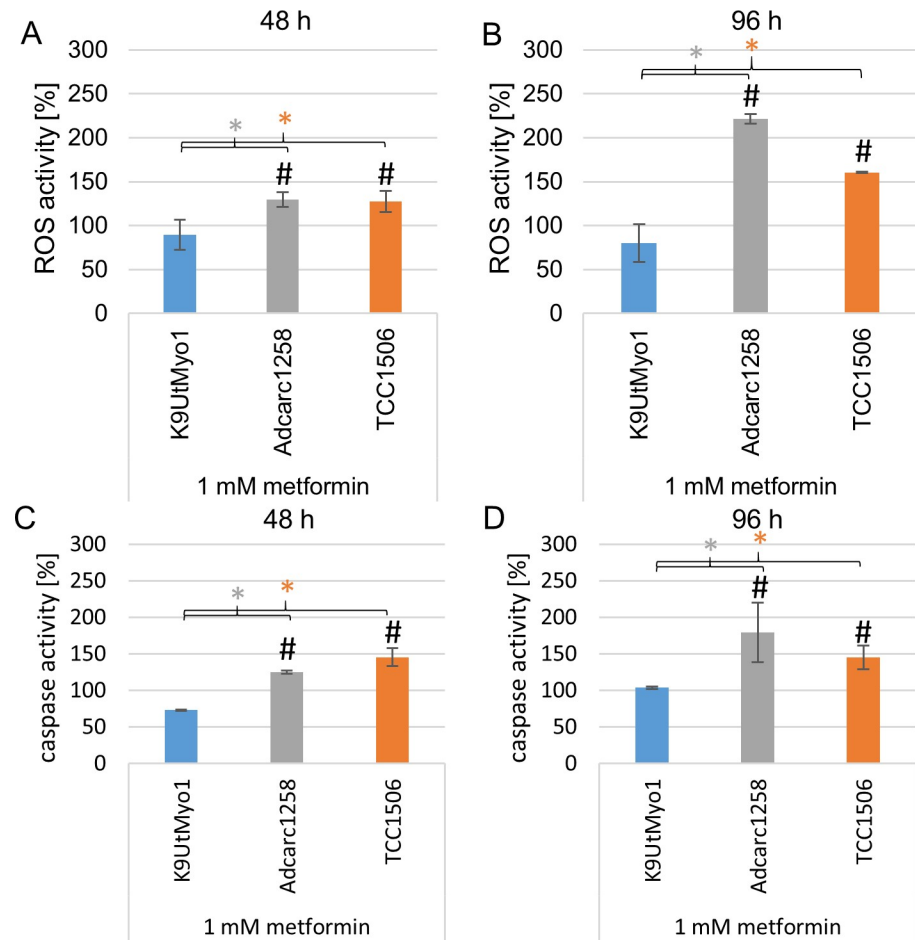 A
48 h
ROS activity [%]
300
250
200
150
100
50
0
* *
# #
K9UtMyo1
Adcarc1258
TCC1506
1 mM metformin
B
96 h
ROS activity [%]
300
250
200
150
100
50
0
* *
# #
K9UtMyo1
Adcarc1258
TCC1506
1 mM metformin
C
48 h
caspase activity [%]
300
250
200
150
100
50
0
* *
# #
K9UtMyo1
Adcarc1258
TCC1506
1 mM metformin
D
96 h
caspase activity [%]
300
250
200
150
100
50
0
* *
# #
K9UtMyo1
Adcarc1258
TCC1506
1 mM metformin